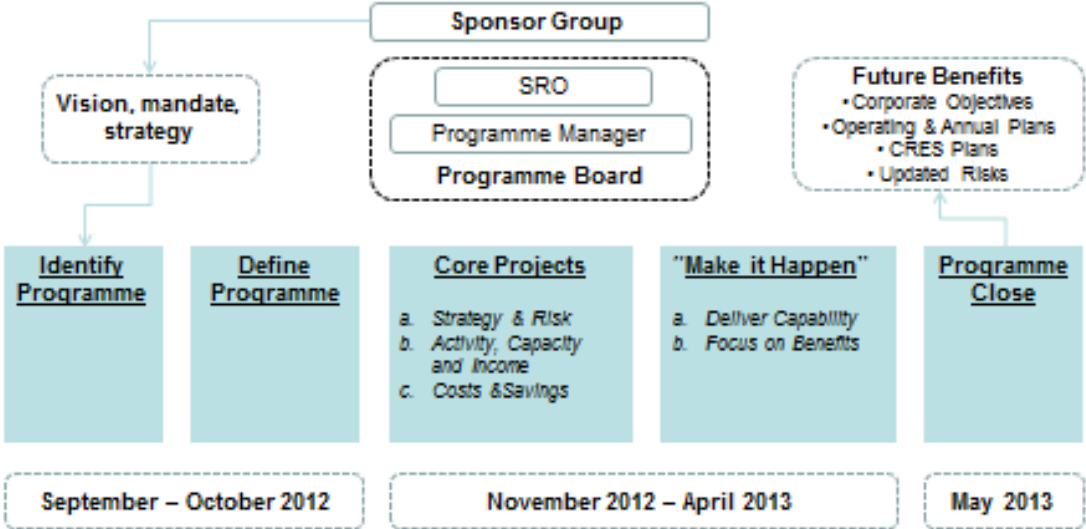 Sponsor Group
Vision, mandate,
strategy
SRO
Programme Manager
Programme Board
Future Benefits
• Corporate Objectives
• Operating & Annual Plans
• CRES Plans
• Updated Risks
Identify
Programme
Define
Programme
Core Projects
a. Strategy & Risk
b. Activity, Capacity
and Income
c. Costs &Savings
"Make it Happen"
a. Deliver Capability
b. Focus on Benefits
Programme
Close
September – October 2012
November 2012 – April 2013
May 2013